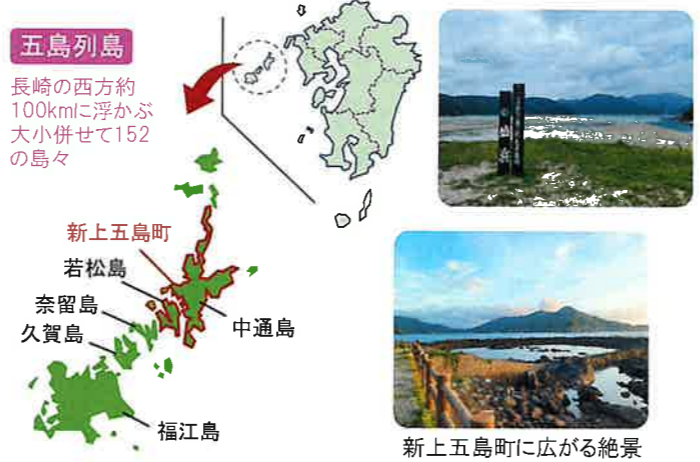 五島列島
長崎の西方約
100kmに浮かぶ
大小併せて152
の島々
新上五島町
若松島
奈留島
久賀島
中通島
福江島
新上五島町に広がる絶景